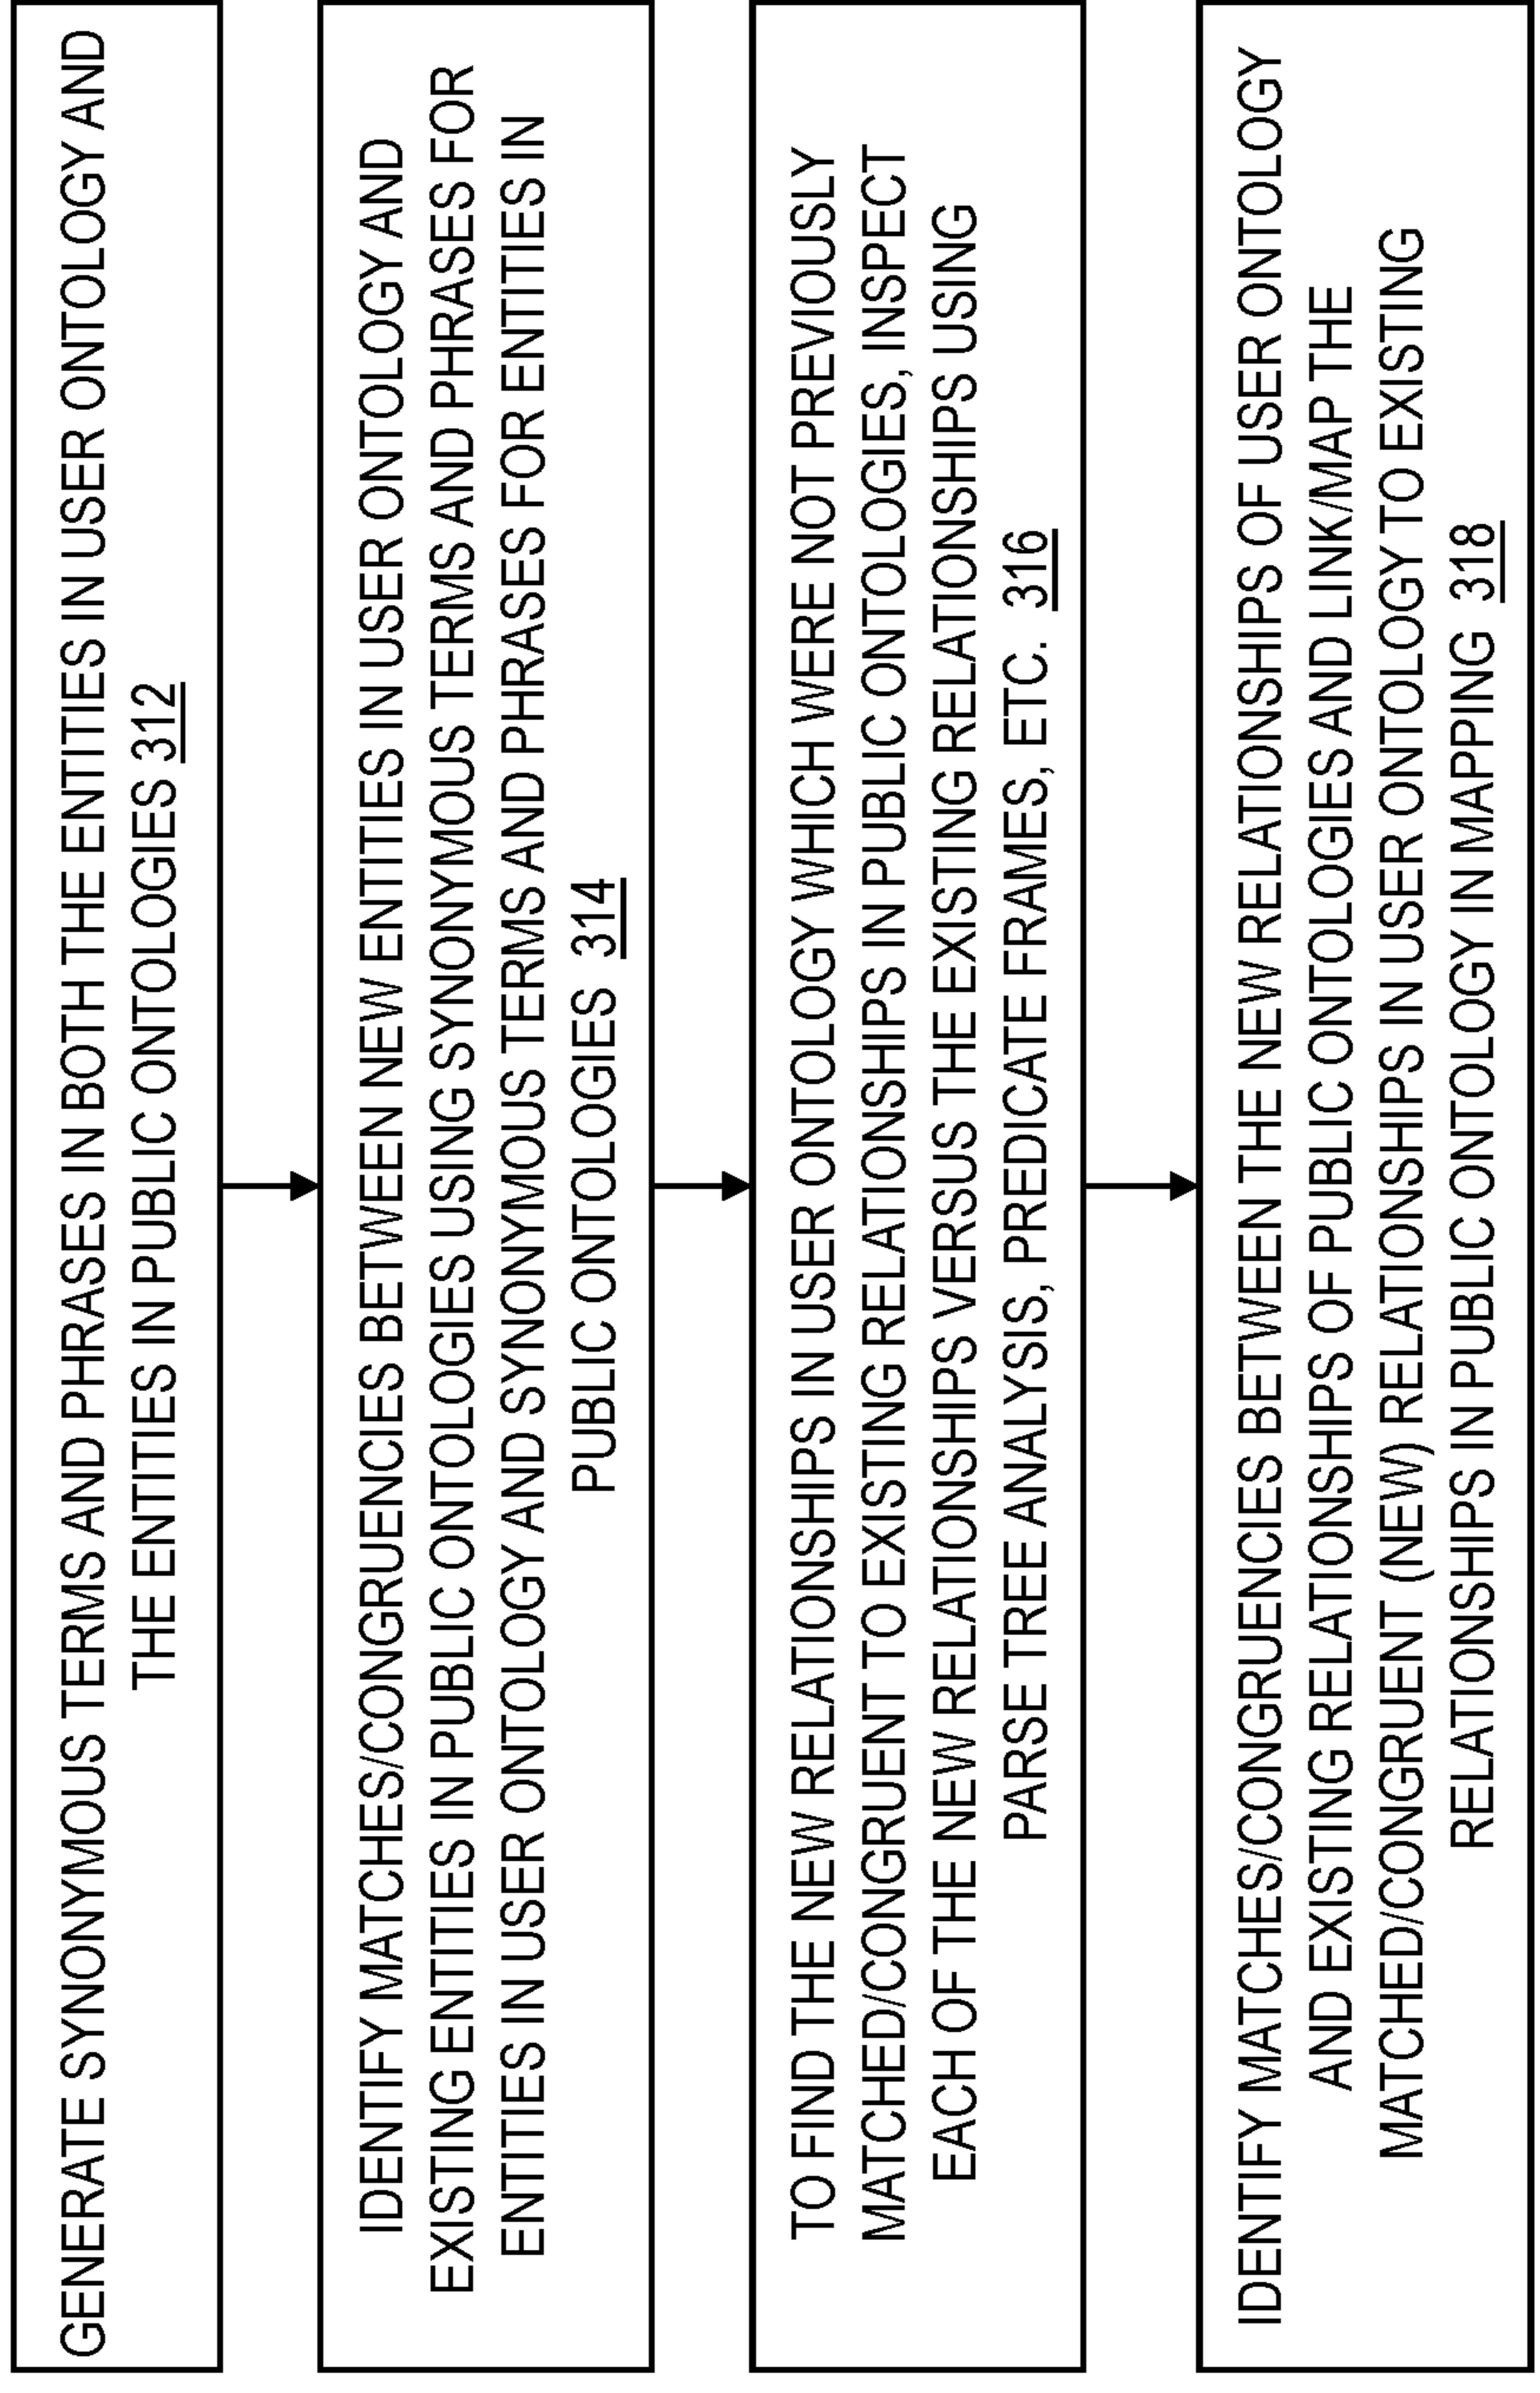 GENERATE SYNONYMOUS TERMS AND PHRASES IN BOTH THE ENTITIES IN USER ONTOLOGY AND
THE ENTITIES IN PUBLIC ONTOLOGIES 312
IDENTIFY MATCHES/CONGRUENCIES BETWEEN NEW ENTITIES IN USER ONTOLOGY AND
EXISTING ENTITIES IN PUBLIC ONTOLOGIES USING SYNONYMOUS TERMS AND PHRASES FOR
ENTITIES IN USER ONTOLOGY AND SYNONYMOUS TERMS AND PHRASES FOR ENTITIES IN
PUBLIC ONTOLOGIES 314
TO FIND THE NEW RELATIONSHIPS IN USER ONTOLOGY WHICH WERE NOT PREVIOUSLY
MATCHED/CONGRUENT TO EXISTING RELATIONSHIPS IN PUBLIC ONTOLOGIES, INSPECT
EACH OF THE NEW RELATIONSHIPS VERSUS THE EXISTING RELATIONSHIPS USING
PARSE TREE ANALYSIS, PREDICATE FRAMES, ETC. 316
IDENTIFY MATCHES/CONGRUENCIES BETWEEN THE NEW RELATIONSHIPS OF USER ONTOLOGY
AND EXISTING RELATIONSHIPS OF PUBLIC ONTOLOGIES AND LINK/MAP THE
MATCHED/CONGRUENT (NEW) RELATIONSHIPS IN USER ONTOLOGY TO EXISTING
RELATIONSHIPS IN PUBLIC ONTOLOGY IN MAPPING 318